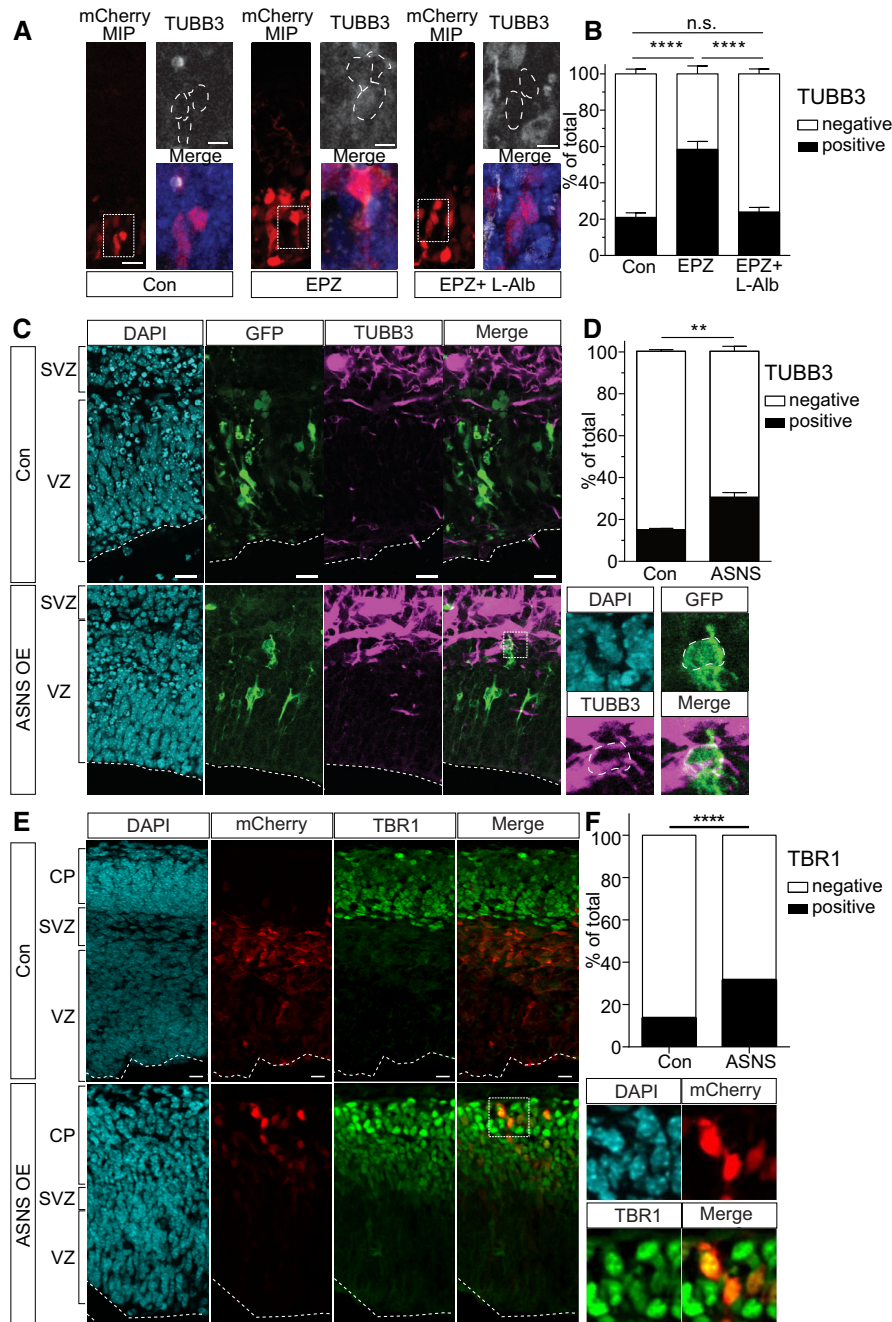 A
mCherry MIP
TUBB3
Merge
mCherry MIP
TUBB3
Merge
mCherry MIP
TUBB3
Merge
Con
EPZ
EPZ+ L-Alb
B
n.s.
****
****
% of total
100
80
60
40
20
0
Con
EPZ
EPZ+
L-Alb
TUBB3
negative
positive
C
DAPI
GFP
TUBB3
Merge
Con
SVZ
VZ
ASNS OE
SVZ
VZ
D
**
% of total
100
80
60
40
20
0
Con
ASNS
TUBB3
negative
positive
DAPI
GFP
TUBB3
Merge
E
DAPI
mCherry
TBR1
Merge
Con
CP
SVZ
VZ
ASNS OE
CP
SVZ
VZ
F
****
% of total
100
80
60
40
20
0
Con
ASNS
TBR1
negative
positive
DAPI
mCherry
TBR1
Merge